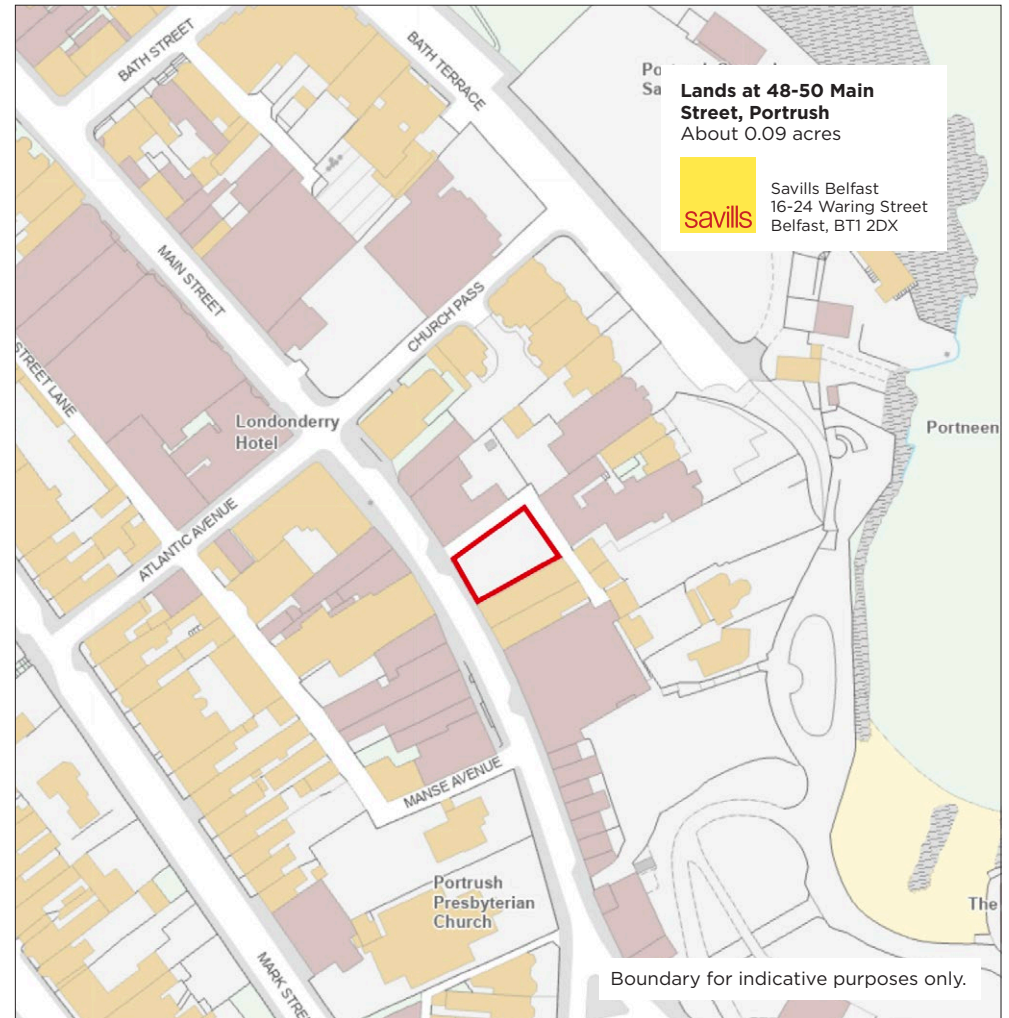 BATH STREET
BATH TERRACE
Lands at 48-50 Main
Street, Portrush
About 0.09 acres
savills
Savills Belfast
16-24 Waring Street
Belfast, BT1 2DX
MAIN STREET
CHURCH PASS
STREET LANE
Londonderry
Hotel
Portneen
ATLANTIC AVENUE
MANSE AVENUE
Portrush
Presbyterian
Church
The
MARK STRE
Boundary for indicative purposes only.